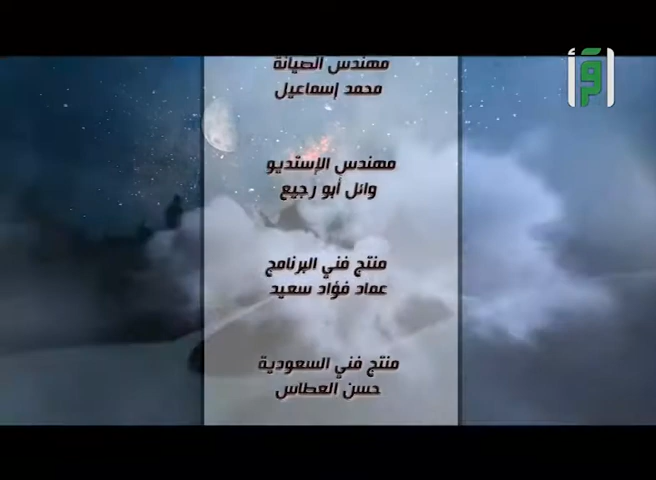 مهندس الصيانة
محمد إسماعيل
مهندس الإستديو
وائل أبو رجيع
منتج فني البرنامج
عماد فؤاد سعيد
منتج فني السعودية
حسن العطاس
اقرأ